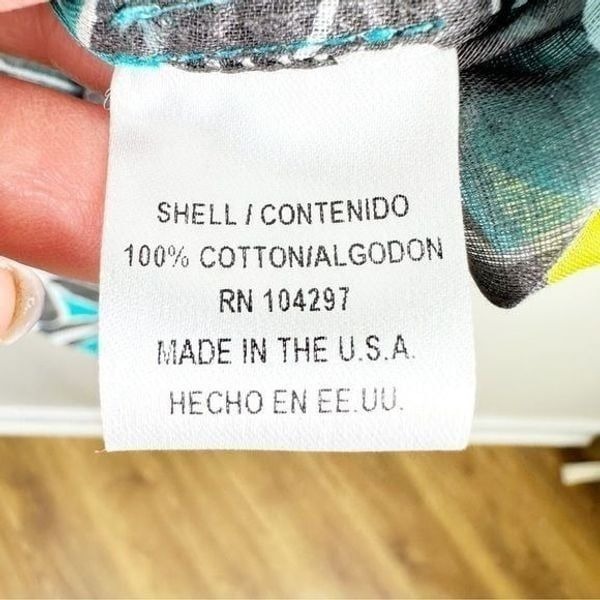 SHELL / CONTENIDO
100% COTTON/ALGODON
RN 104297
MADE IN THE U.S.A.
HECHO EN EE.UU.